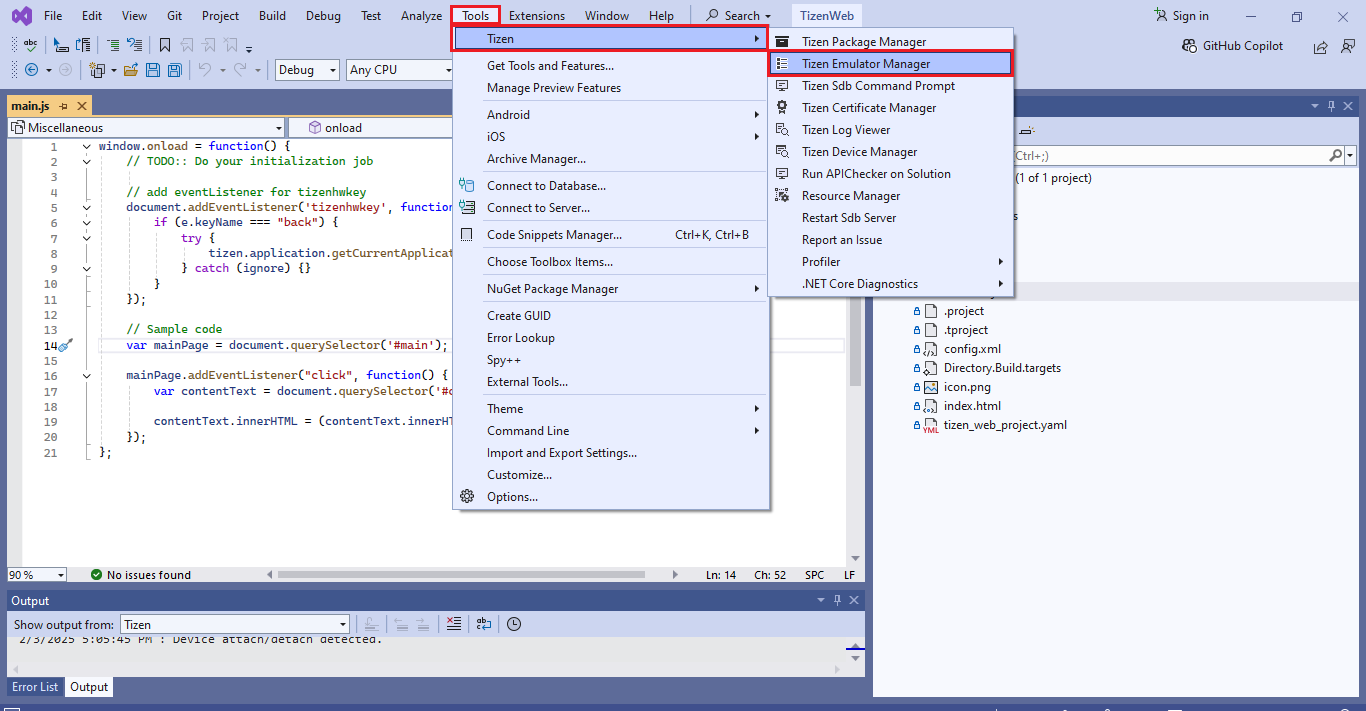 File Edit View Git Project Build Debug Test Analyze Tools Extensions Window Help Search TizenWeb Sign in
GitHub Copilot
Debug Any CPU
main.js
Miscellaneous onload
1 window.onload = function() {
2 // TODO:: Do your initialization job
3
4 // add eventListener for tizenhwkey
5 document.addEventListener('tizenhwkey', function
6 if (e.keyName === "back") {
7 try {
8 tizen.application.getCurrentApplicat
9 } catch (ignore) {}
10 }
11 });
12
13 // Sample code
14 var mainPage = document.querySelector('#main');
15
16 mainPage.addEventListener("click", function() {
17 var contentText = document.querySelector('#c
18
19 contentText.innerHTML = (contentText.innerHT
20 });
21 };
90 % No issues found Ln: 14 Ch: 52 SPC LF
Tizen
Get Tools and Features...
Manage Preview Features
Android
iOS
Archive Manager...
Connect to Database...
Connect to Server...
Code Snippets Manager... Ctrl+K, Ctrl+B
Choose Toolbox Items...
NuGet Package Manager
Create GUID
Error Lookup
Spy++
External Tools...
Theme
Command Line
Import and Export Settings...
Customize...
Options...
Tizen Package Manager
Tizen Emulator Manager
Tizen Sdb Command Prompt
Tizen Certificate Manager
Tizen Log Viewer
Tizen Device Manager
Run APIChecker on Solution
Resource Manager
Restart Sdb Server
Report an Issue
Profiler
.NET Core Diagnostics
Ctrl+;)
(1 of 1 project)
.project
.tproject
config.xml
Directory.Build.targets
icon.png
index.html
tizen_web_project.yaml
Output
Show output from: Tizen
2/3/2025 5:05:45 PM : Device attach/detach detected.
Error List Output